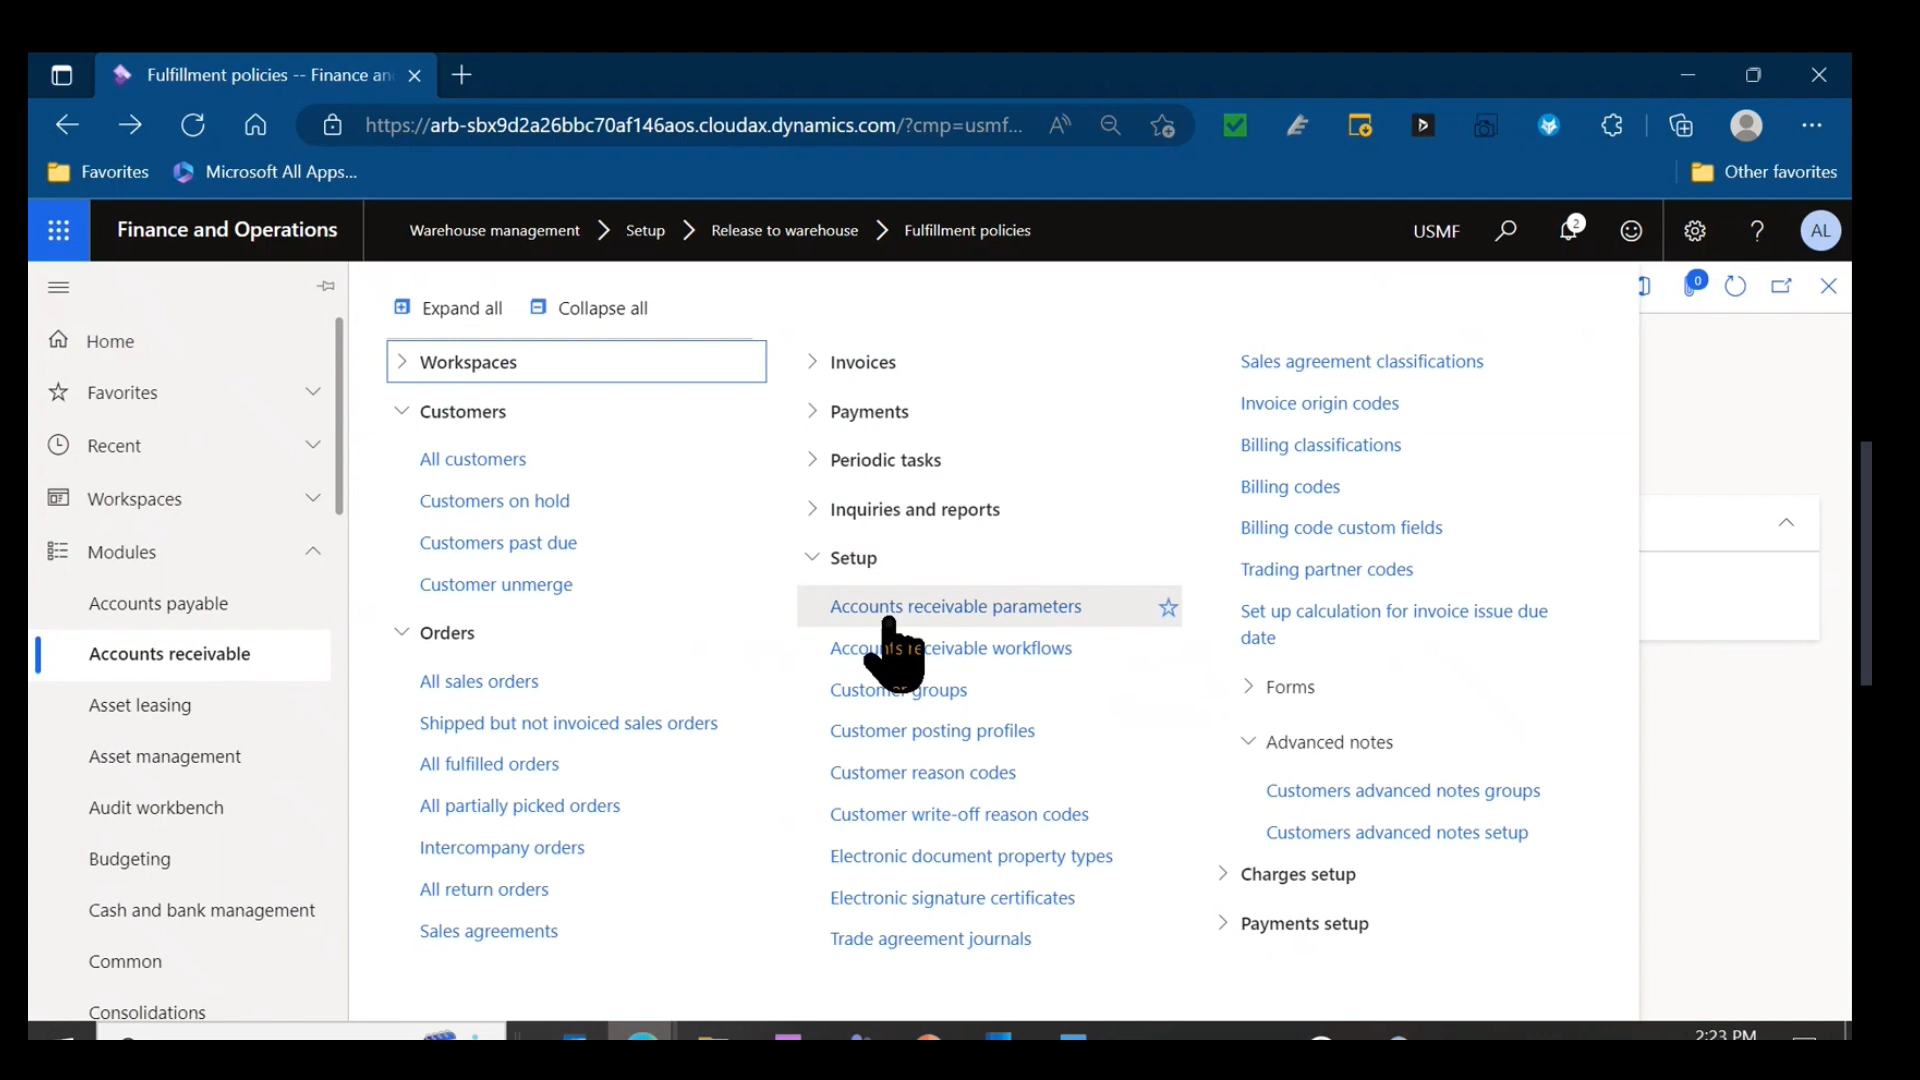 Fulfillment policies -- Finance an
https://arb-sbx9d2a26bbc70af146aos.cloudax.dynamics.com/?cmp=usmf...
Favorites
Microsoft All Apps...
Other favorites
Finance and Operations
Warehouse management
Setup
Release to warehouse
Fulfillment policies
USMF
2
?
AL
Home
Favorites
Recent
Workspaces
Modules
Accounts payable
Accounts receivable
Asset leasing
Asset management
Audit workbench
Budgeting
Cash and bank management
Common
Consolidations
Expand all
Collapse all
0
Workspaces
Customers
All customers
Customers on hold
Customers past due
Customer unmerge
Orders
All sales orders
Shipped but not invoiced sales orders
All fulfilled orders
All partially picked orders
Intercompany orders
All return orders
Sales agreements
Invoices
Payments
Periodic tasks
Inquiries and reports
Setup
Accounts receivable parameters
Accounts receivable workflows
Customer groups
Customer posting profiles
Customer reason codes
Customer write-off reason codes
Electronic document property types
Electronic signature certificates
Trade agreement journals
Sales agreement classifications
Invoice origin codes
Billing classifications
Billing codes
Billing code custom fields
Trading partner codes
Set up calculation for invoice issue due
date
Forms
Advanced notes
Customers advanced notes groups
Customers advanced notes setup
Charges setup
Payments setup
2:23 PM